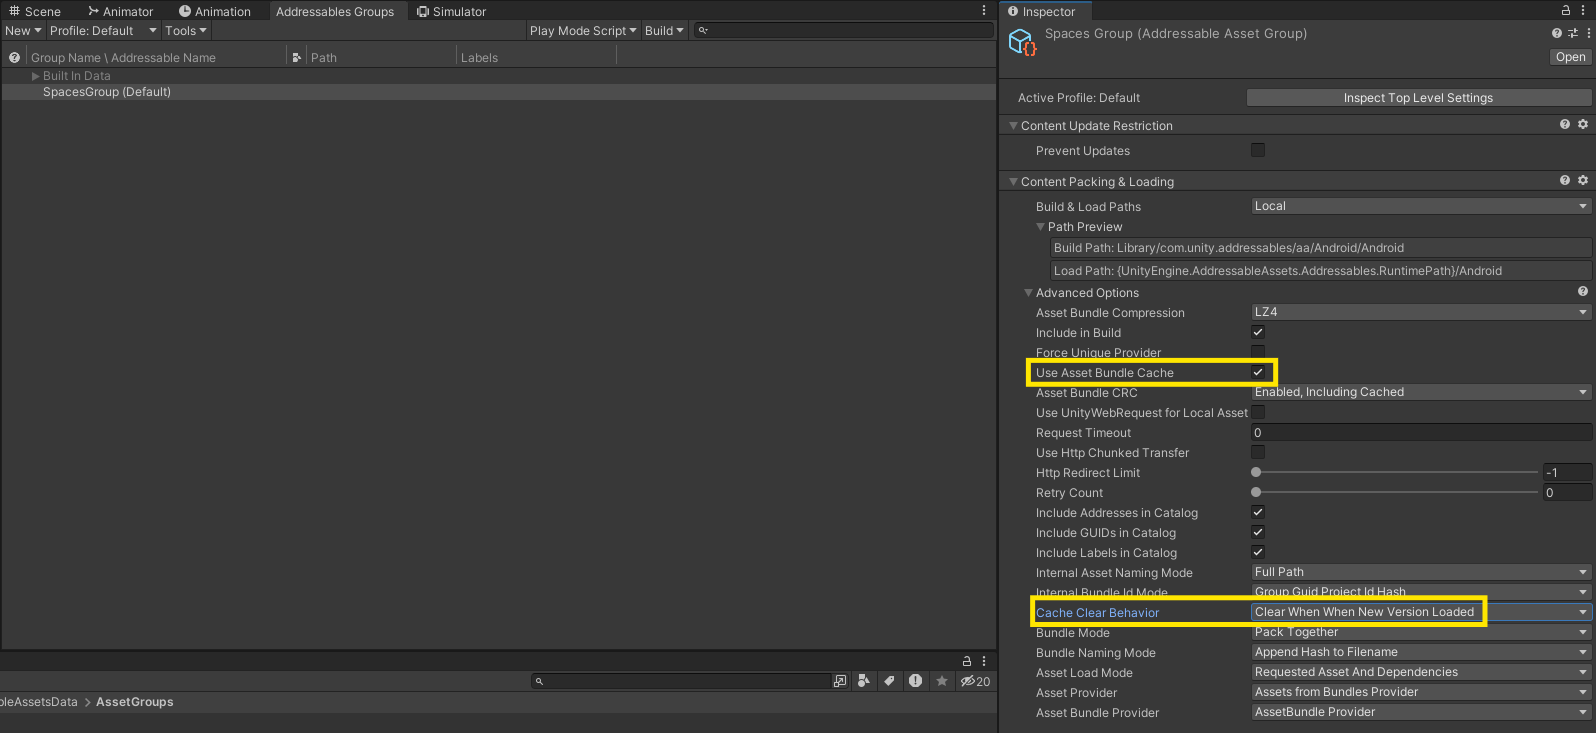 Scene
Animator
Animation
Addressables Groups
Simulator
New
Profile: Default
Tools
Play Mode Script
Build
Group Name \ Addressable Name
Path
Labels
Built In Data
SpacesGroup (Default)
20
bleAssetsData > AssetGroups
Inspector
Spaces Group (Addressable Asset Group)
Open
Active Profile: Default
Inspect Top Level Settings
Content Update Restriction
Prevent Updates
Content Packing & Loading
Build & Load Paths
Local
Path Preview
Build Path: Library/com.unity.addressables/aa/Android/Android
Load Path: {UnityEngine.AddressableAssets.Addressables.RuntimePath}/Android
Advanced Options
Asset Bundle Compression
LZ4
Include in Build
Force Unique Provider
Use Asset Bundle Cache
Asset Bundle CRC
Enabled, Including Cached
Use UnityWebRequest for Local Asset
Request Timeout
0
Use Http Chunked Transfer
Http Redirect Limit
-1
Retry Count
0
Include Addresses in Catalog
Include GUIDs in Catalog
Include Labels in Catalog
Internal Asset Naming Mode
Full Path
Internal Bundle Id Mode
Group Guid Project Id Hash
Cache Clear Behavior
Clear When When New Version Loaded
Bundle Mode
Pack Together
Bundle Naming Mode
Append Hash to Filename
Asset Load Mode
Requested Asset And Dependencies
Asset Provider
Assets from Bundles Provider
Asset Bundle Provider
AssetBundle Provider